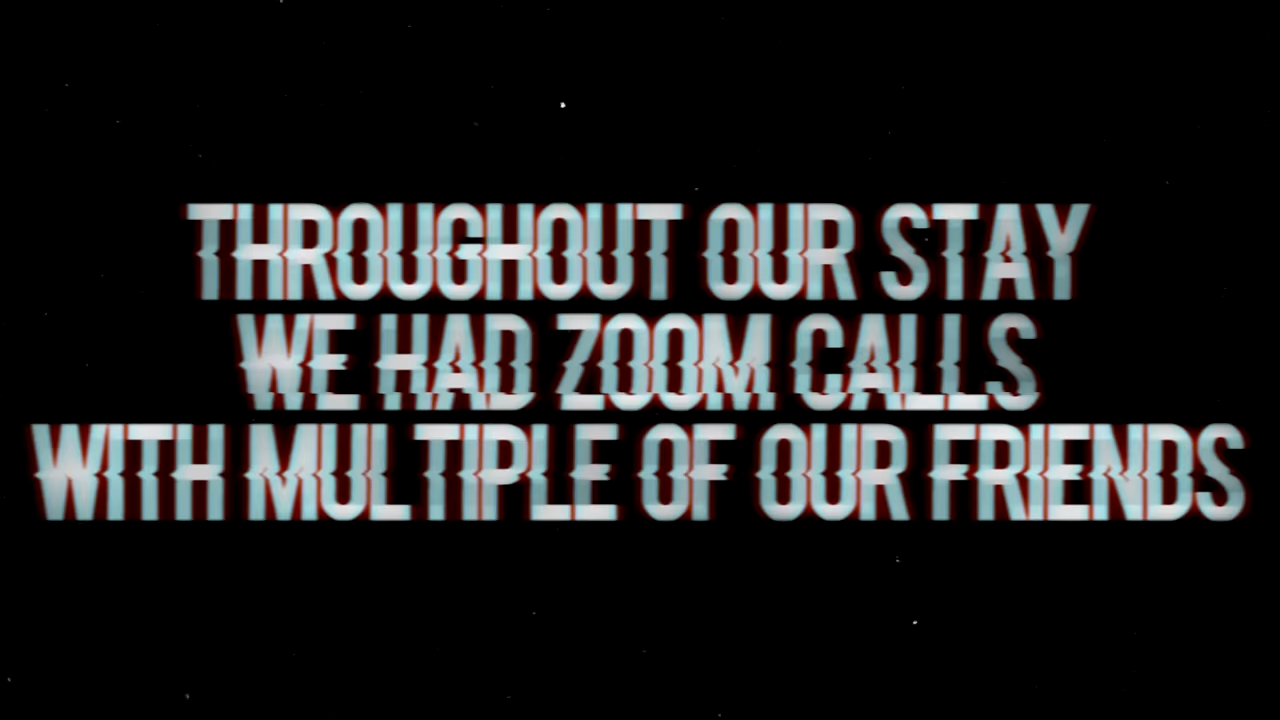 THROUGHOUT OUR STAY
WE HAD ZOOM CALLS
WITH MULTIPLE OF OUR FRIENDS